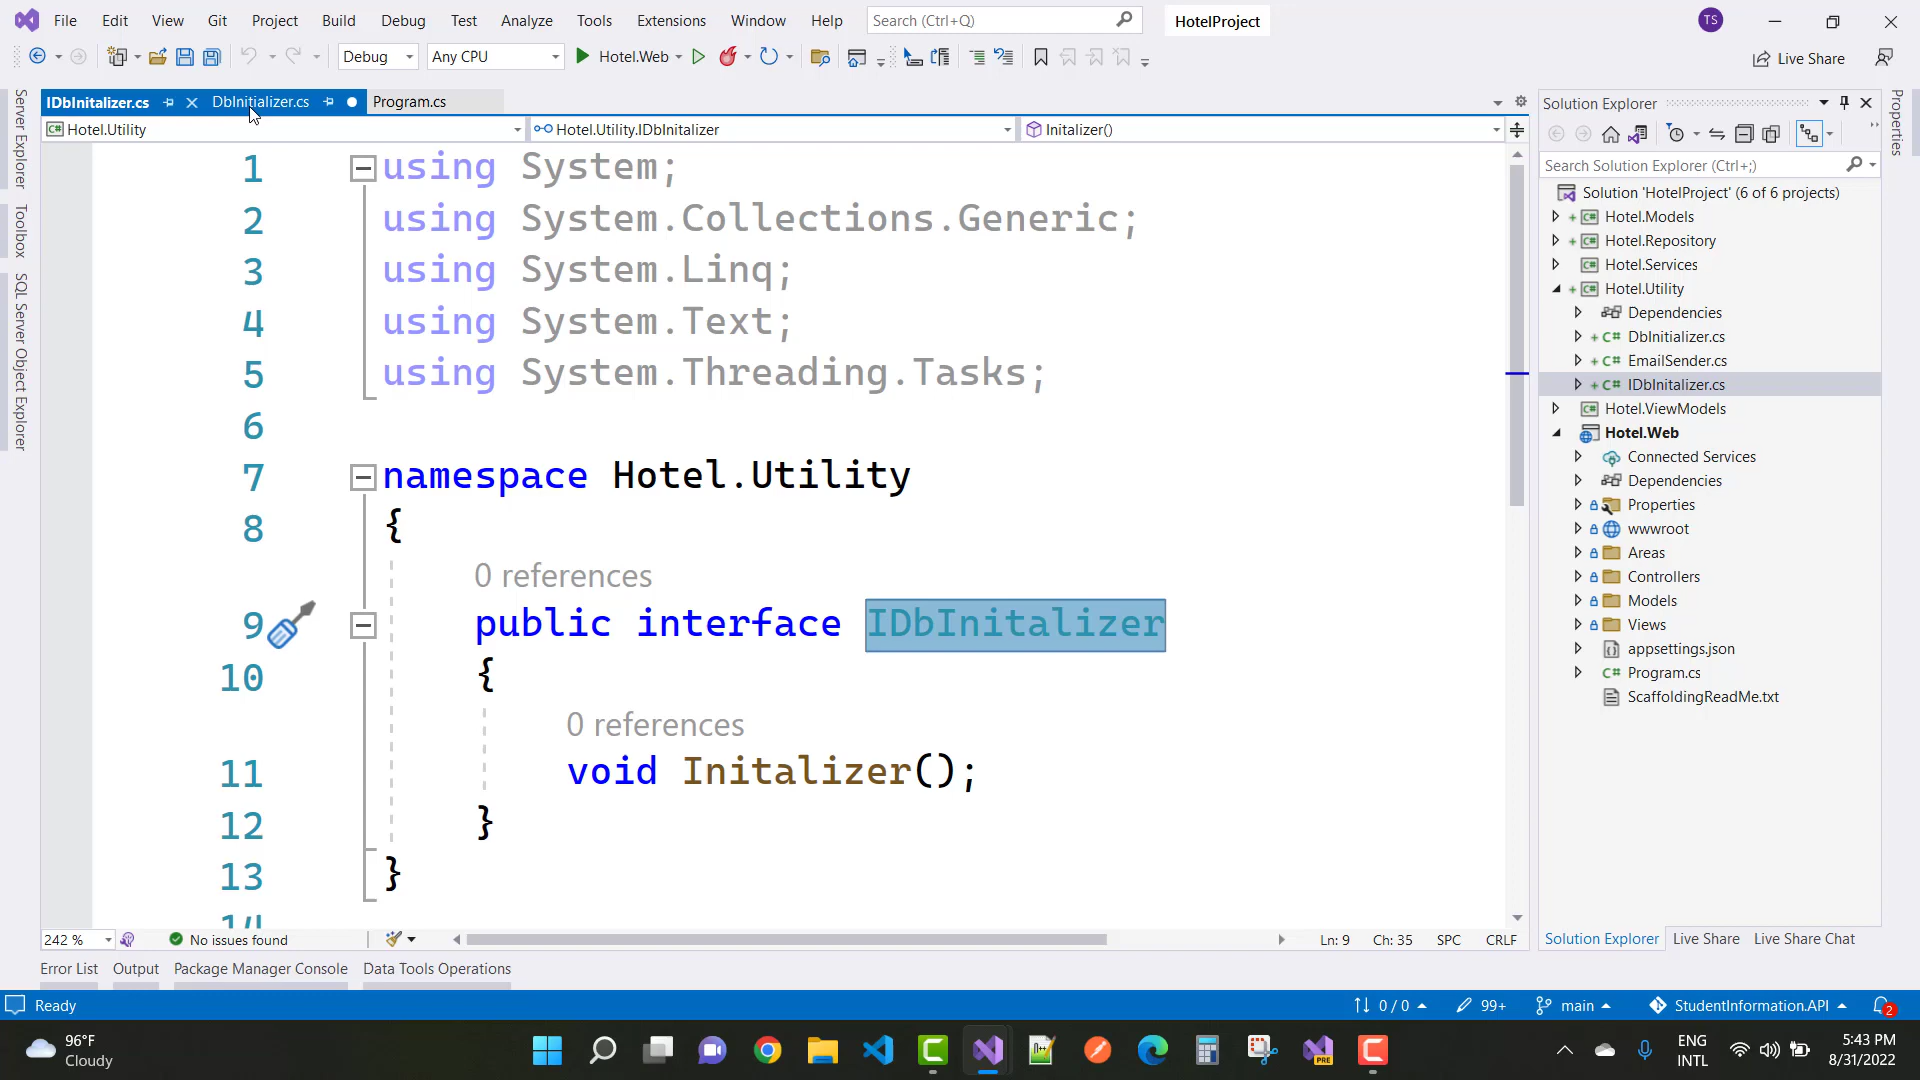 File Edit View Git Project Build Debug Test Analyze Tools Extensions Window Help Search (Ctrl+Q) HotelProject TS
Debug Any CPU Hotel.Web Live Share
IDbInitalizer.cs DbInitializer.cs Program.cs
Hotel.Utility Hotel.Utility.IDbInitalizer Initalizer()
Server Explorer
Toolbox
SQL Server Object Explorer
1 using System;
2 using System.Collections.Generic;
3 using System.Linq;
4 using System.Text;
5 using System.Threading.Tasks;
6
7 namespace Hotel.Utility
8 {
0 references
9 public interface IDbInitalizer
10 {
0 references
11 void Initalizer();
12 }
13 }
14
242 % No issues found Ln: 9 Ch: 35 SPC CRLF
Error List Output Package Manager Console Data Tools Operations
Solution Explorer
Search Solution Explorer (Ctrl+;)
Solution 'HotelProject' (6 of 6 projects)
Hotel.Models
Hotel.Repository
Hotel.Services
Hotel.Utility
Dependencies
DbInitializer.cs
EmailSender.cs
IDbInitalizer.cs
Hotel.ViewModels
Hotel.Web
Connected Services
Dependencies
Properties
wwwroot
Areas
Controllers
Models
Views
appsettings.json
Program.cs
ScaffoldingReadMe.txt
Solution Explorer Live Share Live Share Chat
Properties
Ready 0 / 0 99+ main StudentInformation.API 2
96°F
Cloudy
PRE
ENG
INTL
5:43 PM
8/31/2022